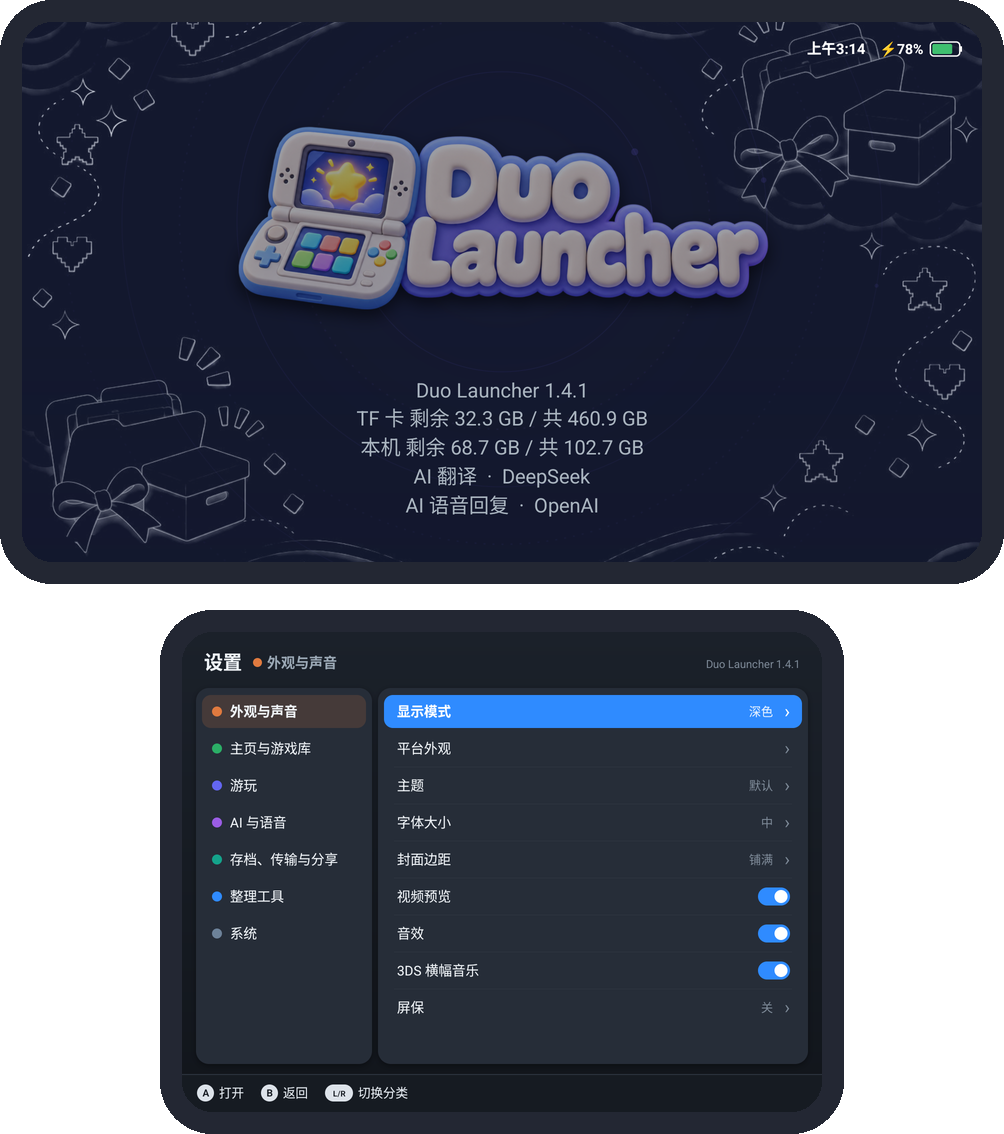 上午3:14 ⚡78%
Duo
Launcher
Duo Launcher 1.4.1
TF 卡 剩余 32.3 GB / 共 460.9 GB
本机 剩余 68.7 GB / 共 102.7 GB
AI 翻译 · DeepSeek
AI 语音回复 · OpenAI
设置 外观与声音 Duo Launcher 1.4.1
外观与声音
主页与游戏库
游玩
AI 与语音
存档、传输与分享
整理工具
系统
显示模式 深色 ›
平台外观 ›
主题 默认 ›
字体大小 中 ›
封面边距 铺满 ›
视频预览
音效
3DS 横幅音乐
屏保 关 ›
A 打开 B 返回 L/R 切换分类